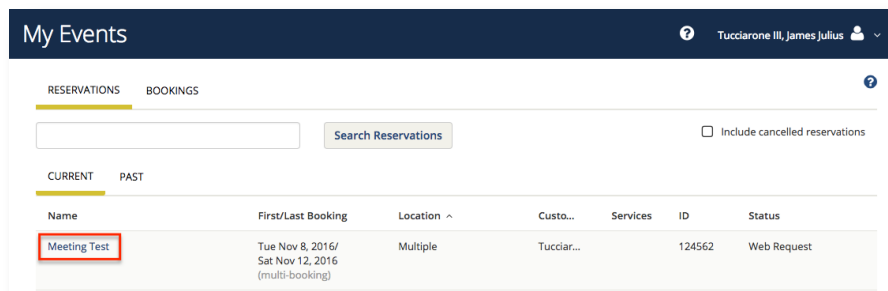 My Events
? Tucciarone III, James Julius
?
RESERVATIONS BOOKINGS
Search Reservations Include cancelled reservations
CURRENT PAST
Name First/Last Booking Location Custo... Services ID Status
Meeting Test Tue Nov 8, 2016/ Multiple Tucciar... 124562 Web Request
Sat Nov 12, 2016
(multi-booking)